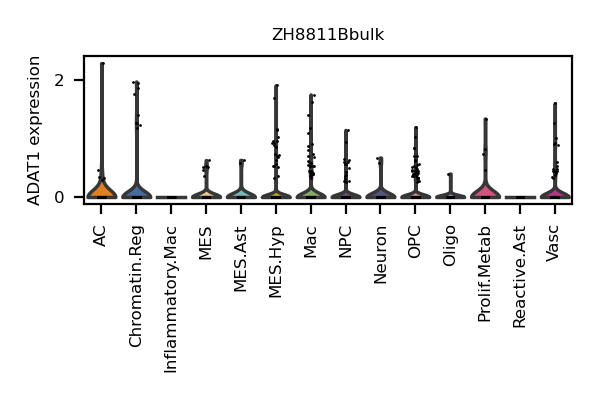 ZH8811Bbulk
ADAT1 expression
2
0
AC
Chromatin.Reg
Inflammatory.Mac
MES
MES.Ast
MES.Hyp
Mac
NPC
Neuron
OPC
Oligo
Prolif.Metab
Reactive.Ast
Vasc